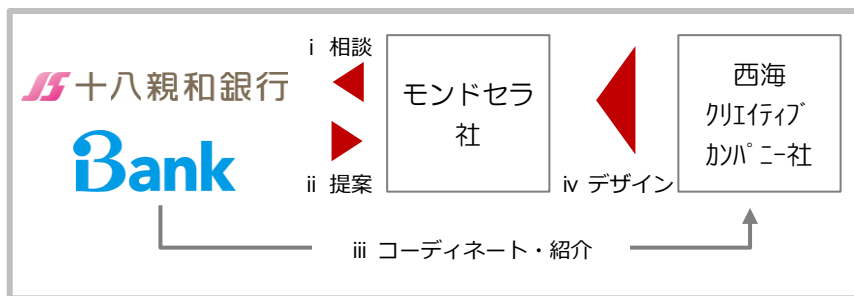 i 相談
十八親和銀行
iBank
ii 提案
モンドセラ
社
iv デザイン
西海
ｸﾘｴｲﾃｨﾌﾞ
ｶﾝﾊﾟﾆｰ社
iii コーディネート・紹介